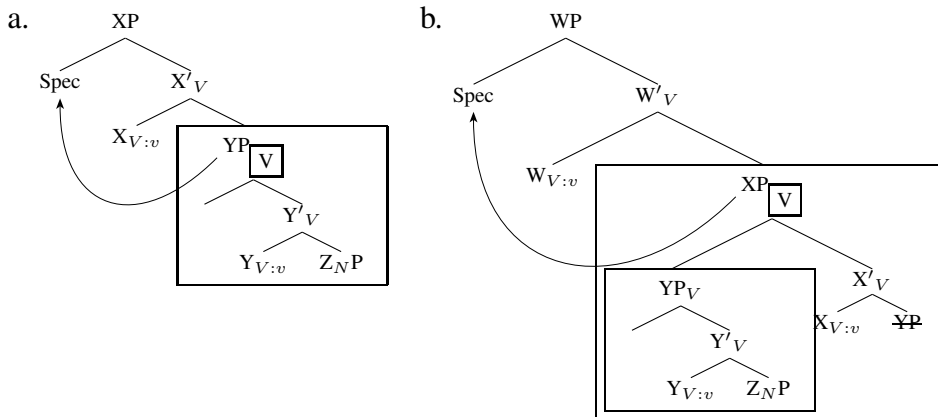 a.
XP
Spec X′V
XV:v
YP V
Y′V
YV:v ZNP
b.
WP
Spec W′V
WV:v
XP V
YPV X′V
XV:v YP
Y′V
YV:v ZNP